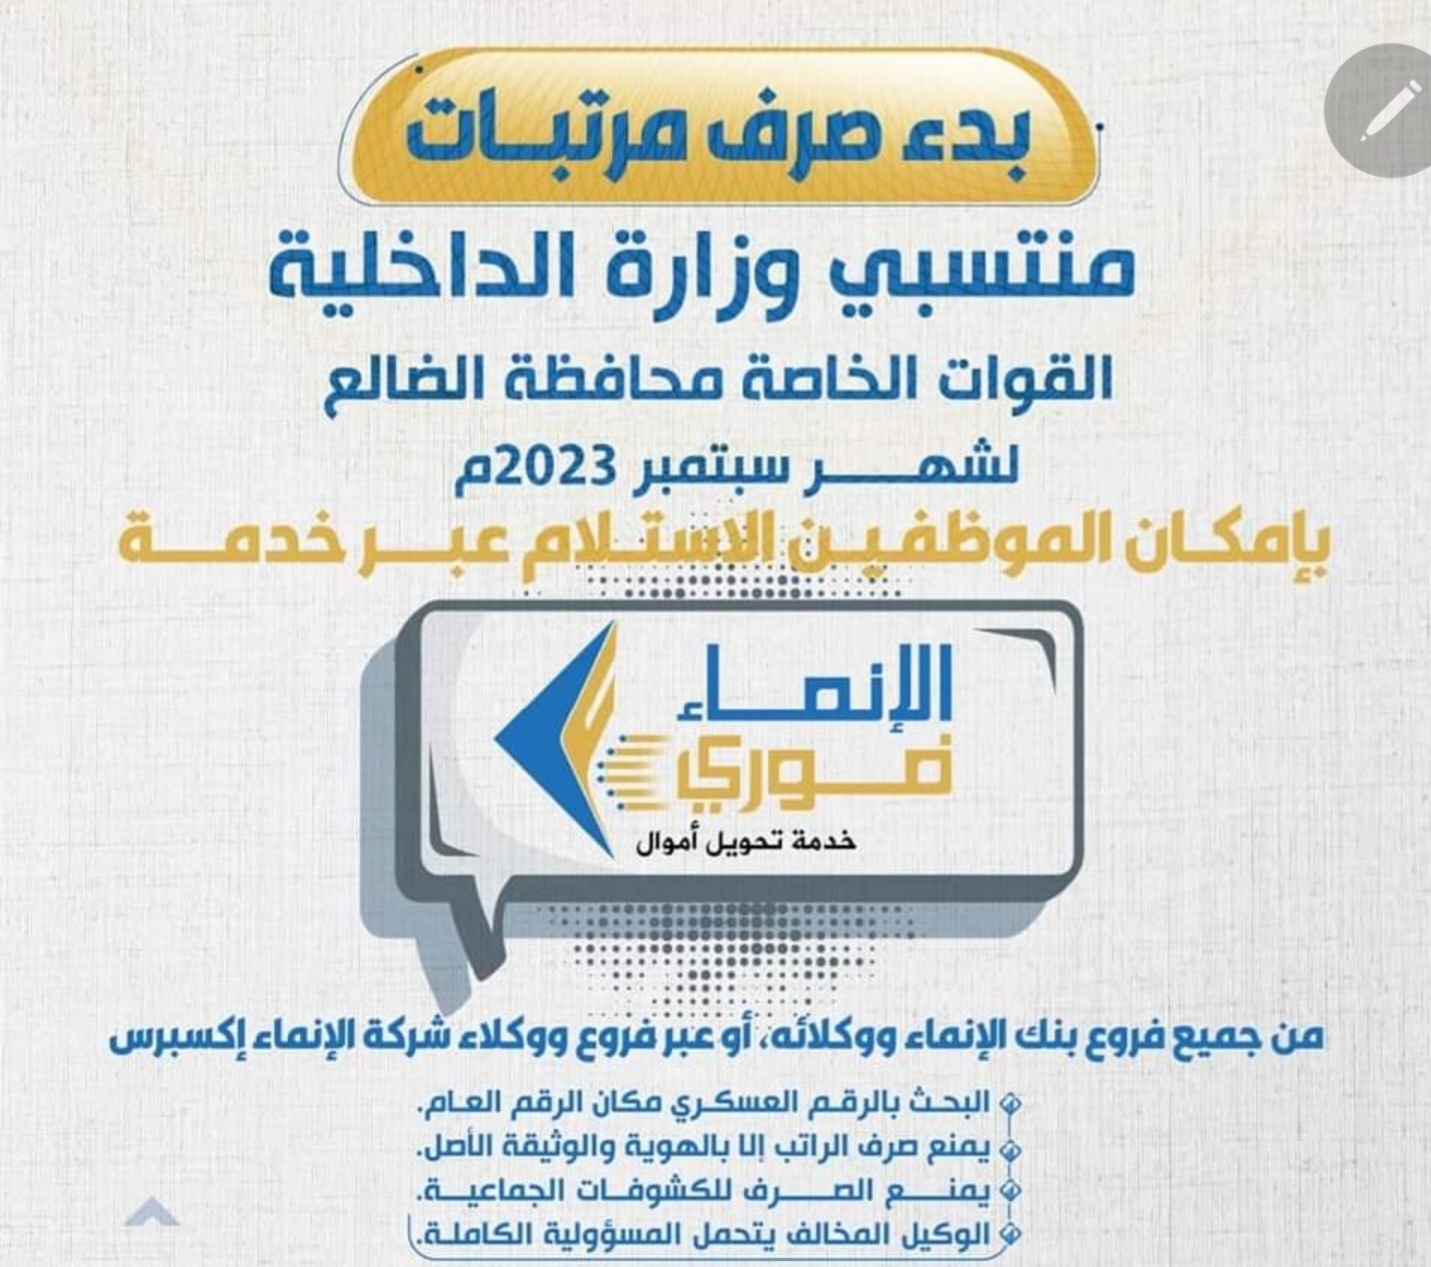 بدء صرف مرتبات
منتسبي وزارة الداخلية
القوات الخاصة محافظة الضالع
لشهر سبتمبر 2023م
بإمكان الموظفين الاستلام عبر خدمة
الإنماء
فوري
خدمة تحويل أموال
من جميع فروع بنك الإنماء ووكلائه، أو عبر فروع ووكلاء شركة الإنماء إكسبرس
البحث بالرقم العسكري مكان الرقم العام.
يمنع صرف الراتب إلا بالهوية والوثيقة الأصل.
يمنع الصرف للكشوفات الجماعية.
الوكيل المخالف يتحمل المسؤولية الكاملة.